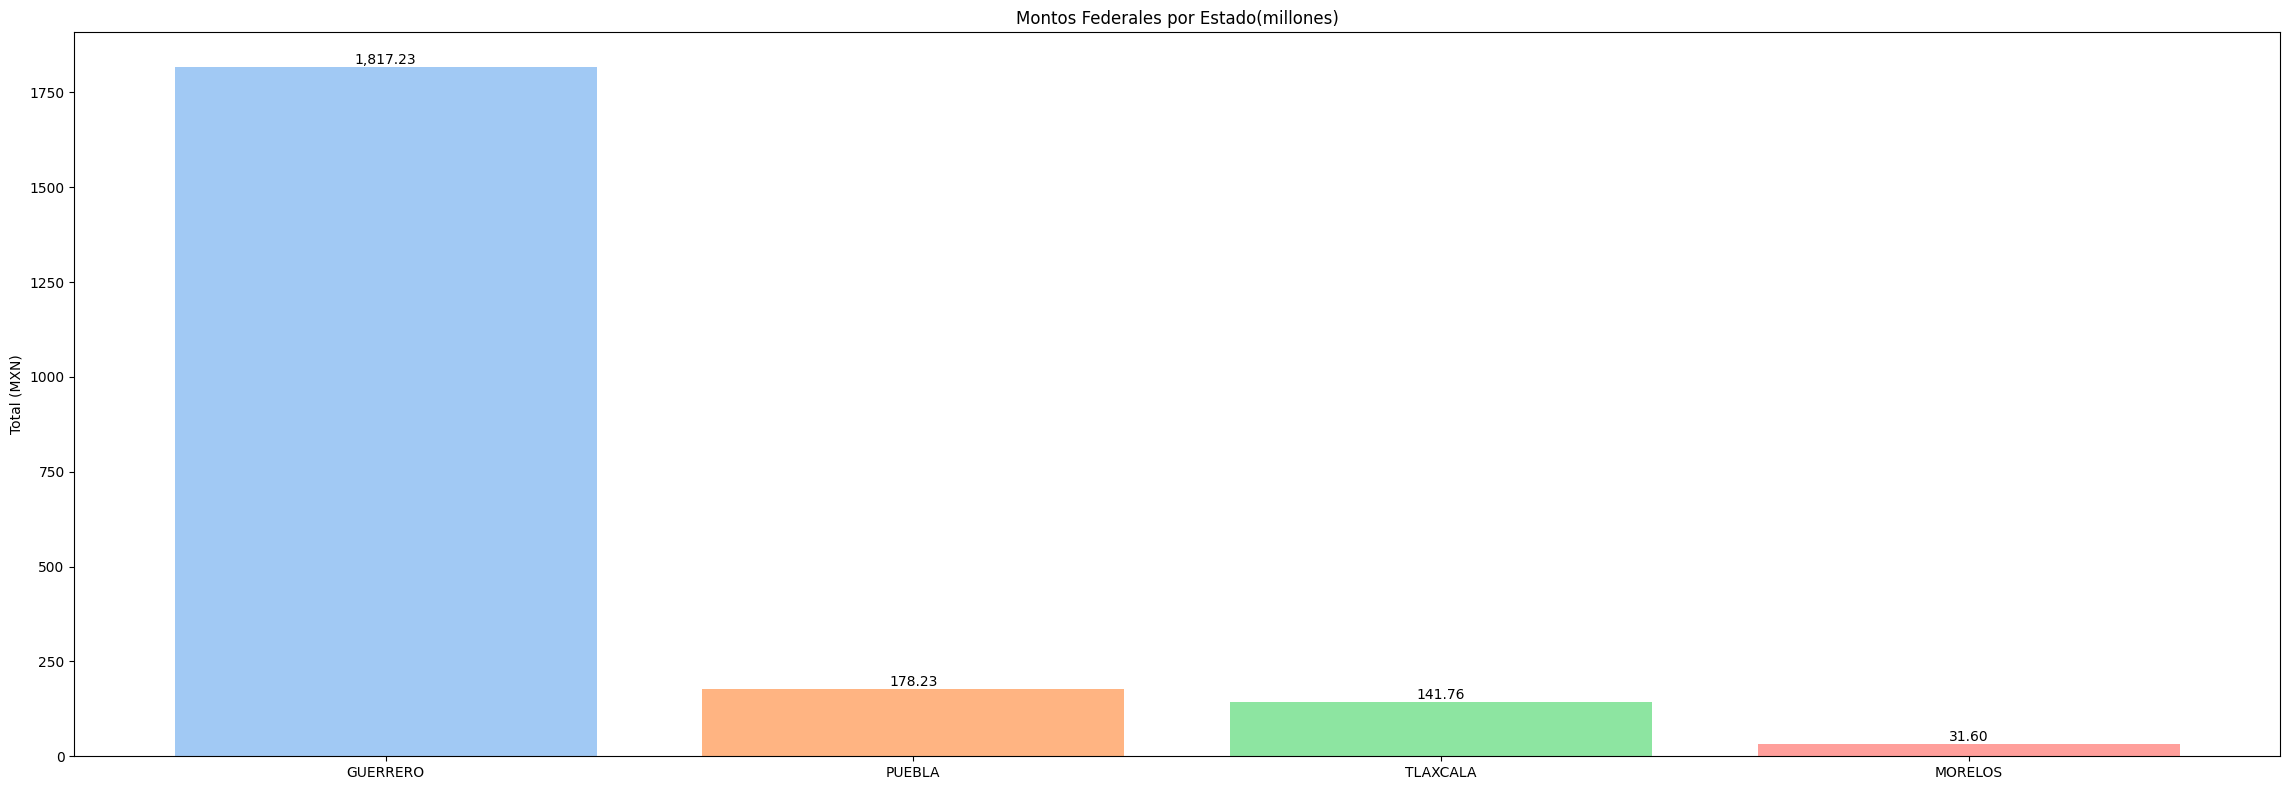 Montos Federales por Estado(millones)
Total (MXN)
1750
1500
1250
1000
750
500
250
0
1,817.23
178.23
141.76
31.60
GUERRERO
PUEBLA
TLAXCALA
MORELOS